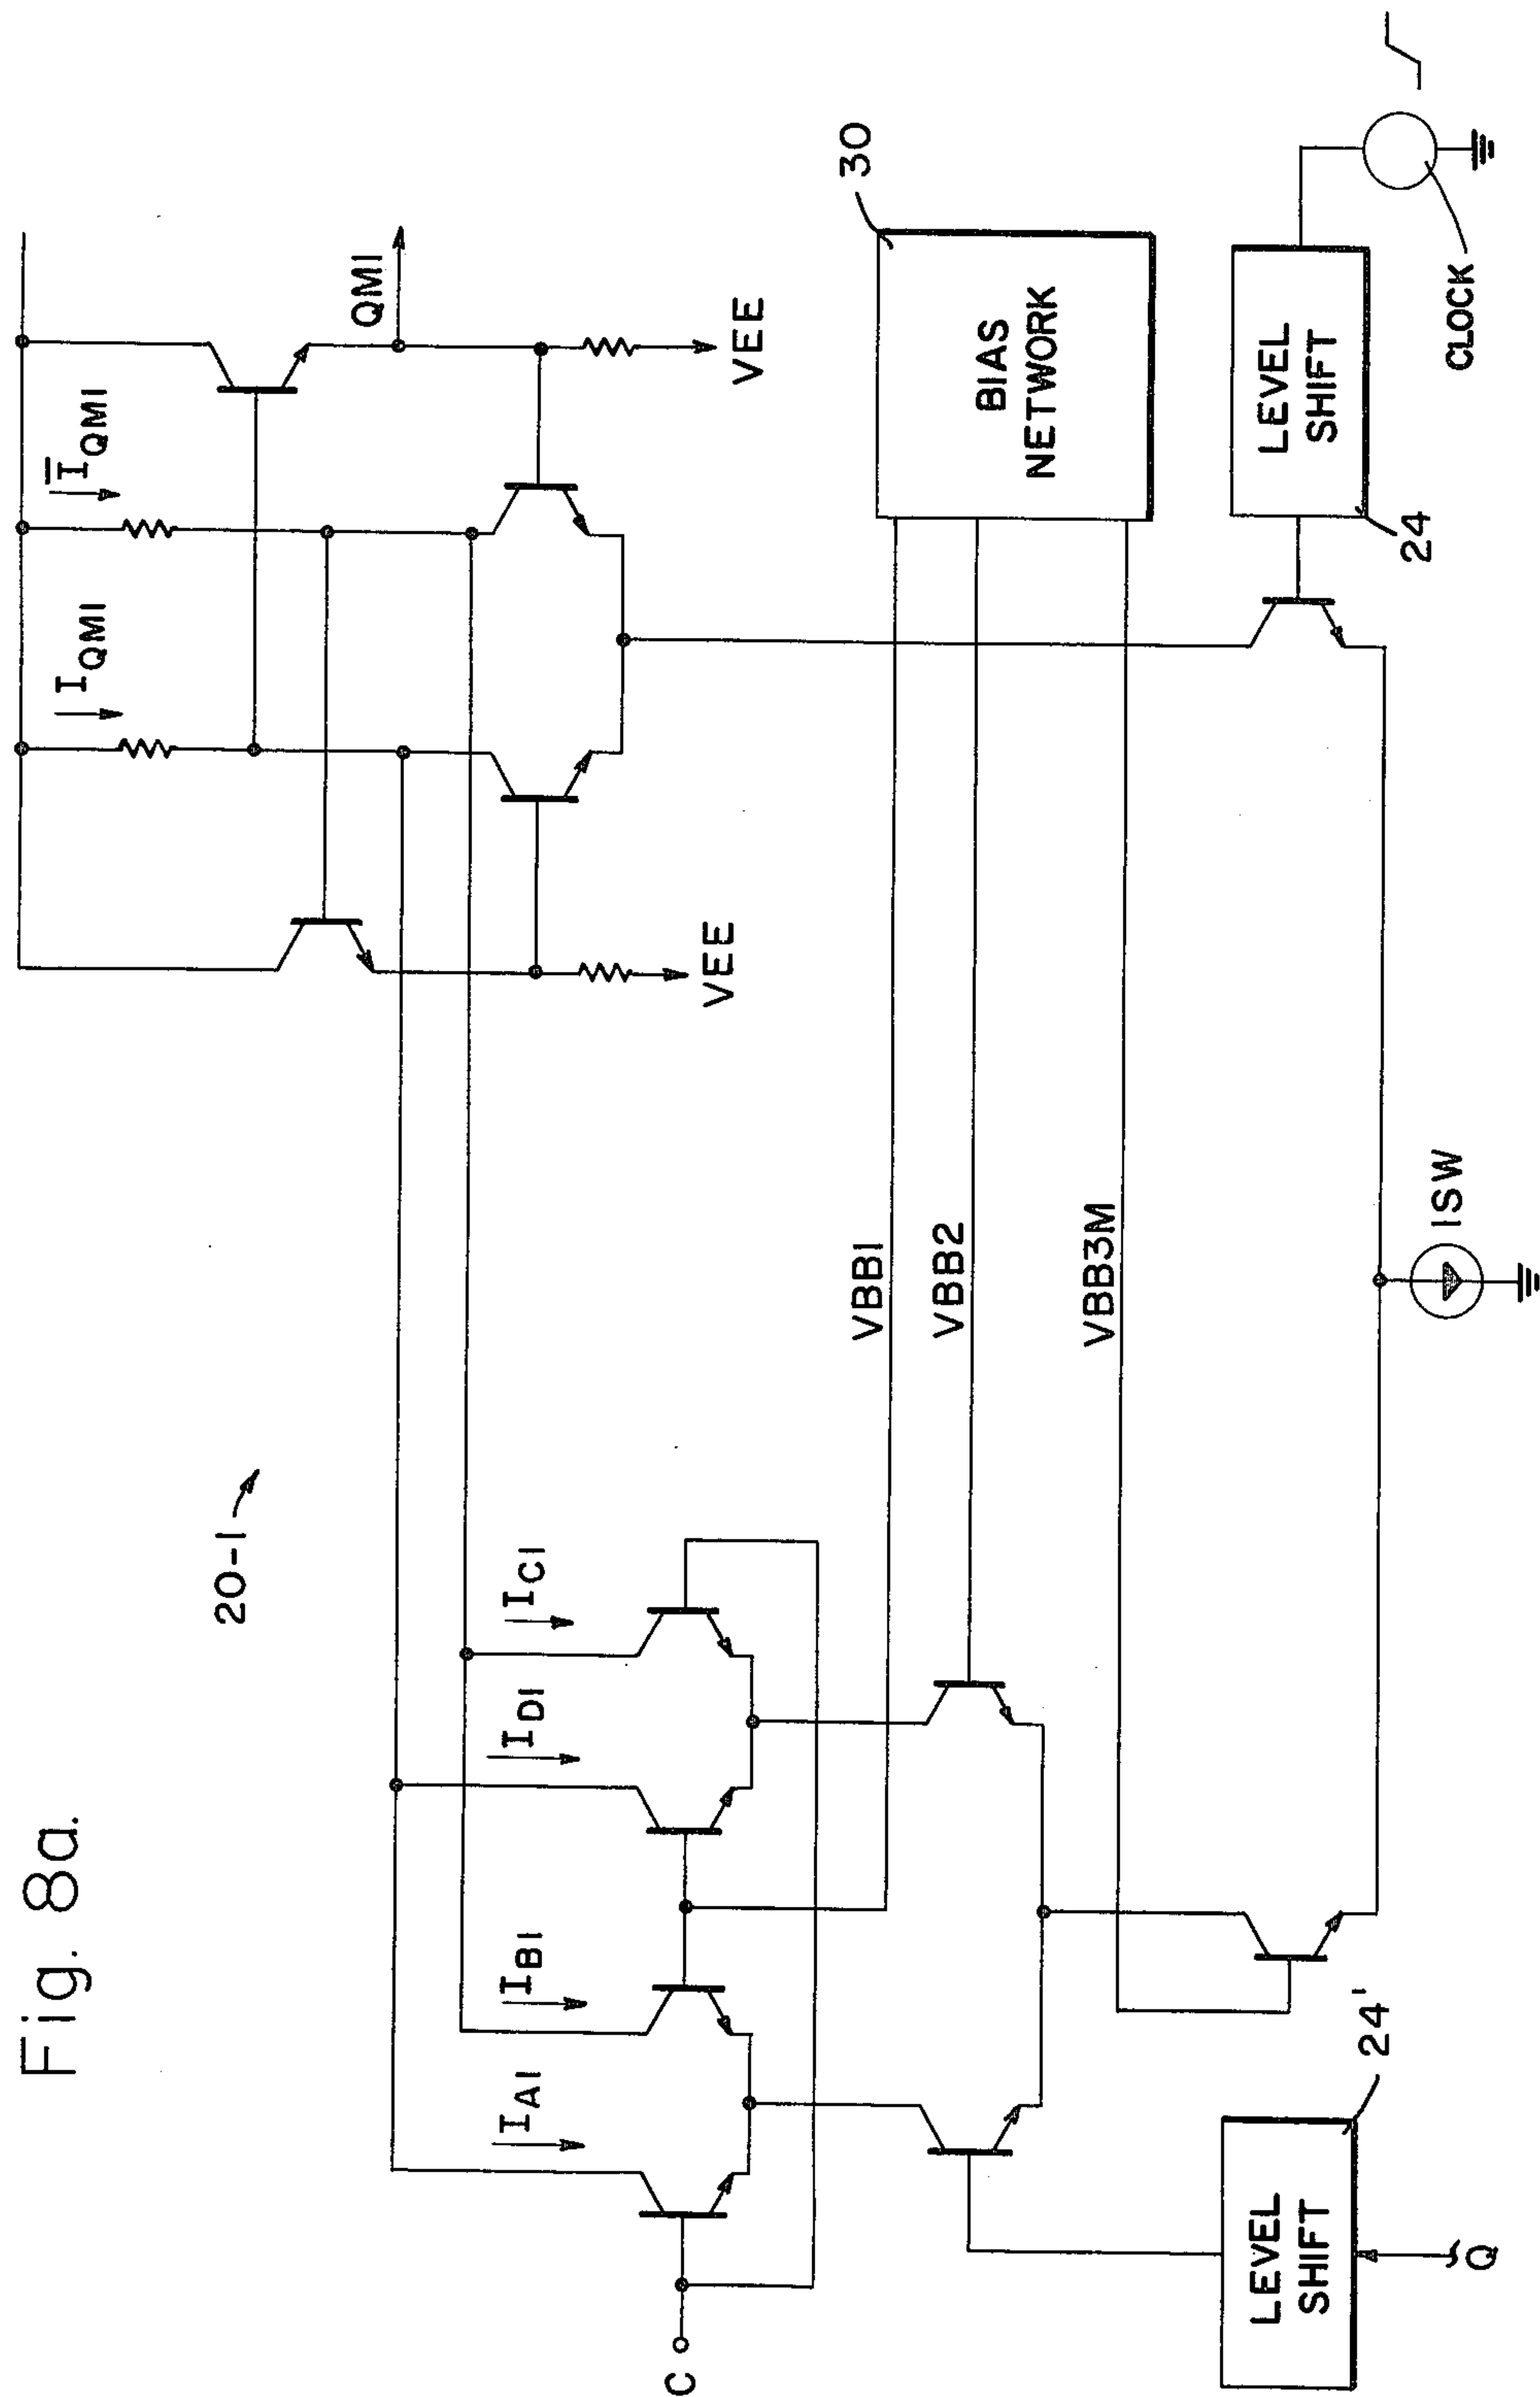 Fig. 8a.
20-1
I_QM1
Ī_QM1
QM1
VEE
VEE
I_A1
I_B1
I_D1
I_C1
C
30
BIAS
NETWORK
VBB1
VBB2
VBB3M
24'
LEVEL
SHIFT
Q
ISW
LEVEL
SHIFT
24
CLOCK